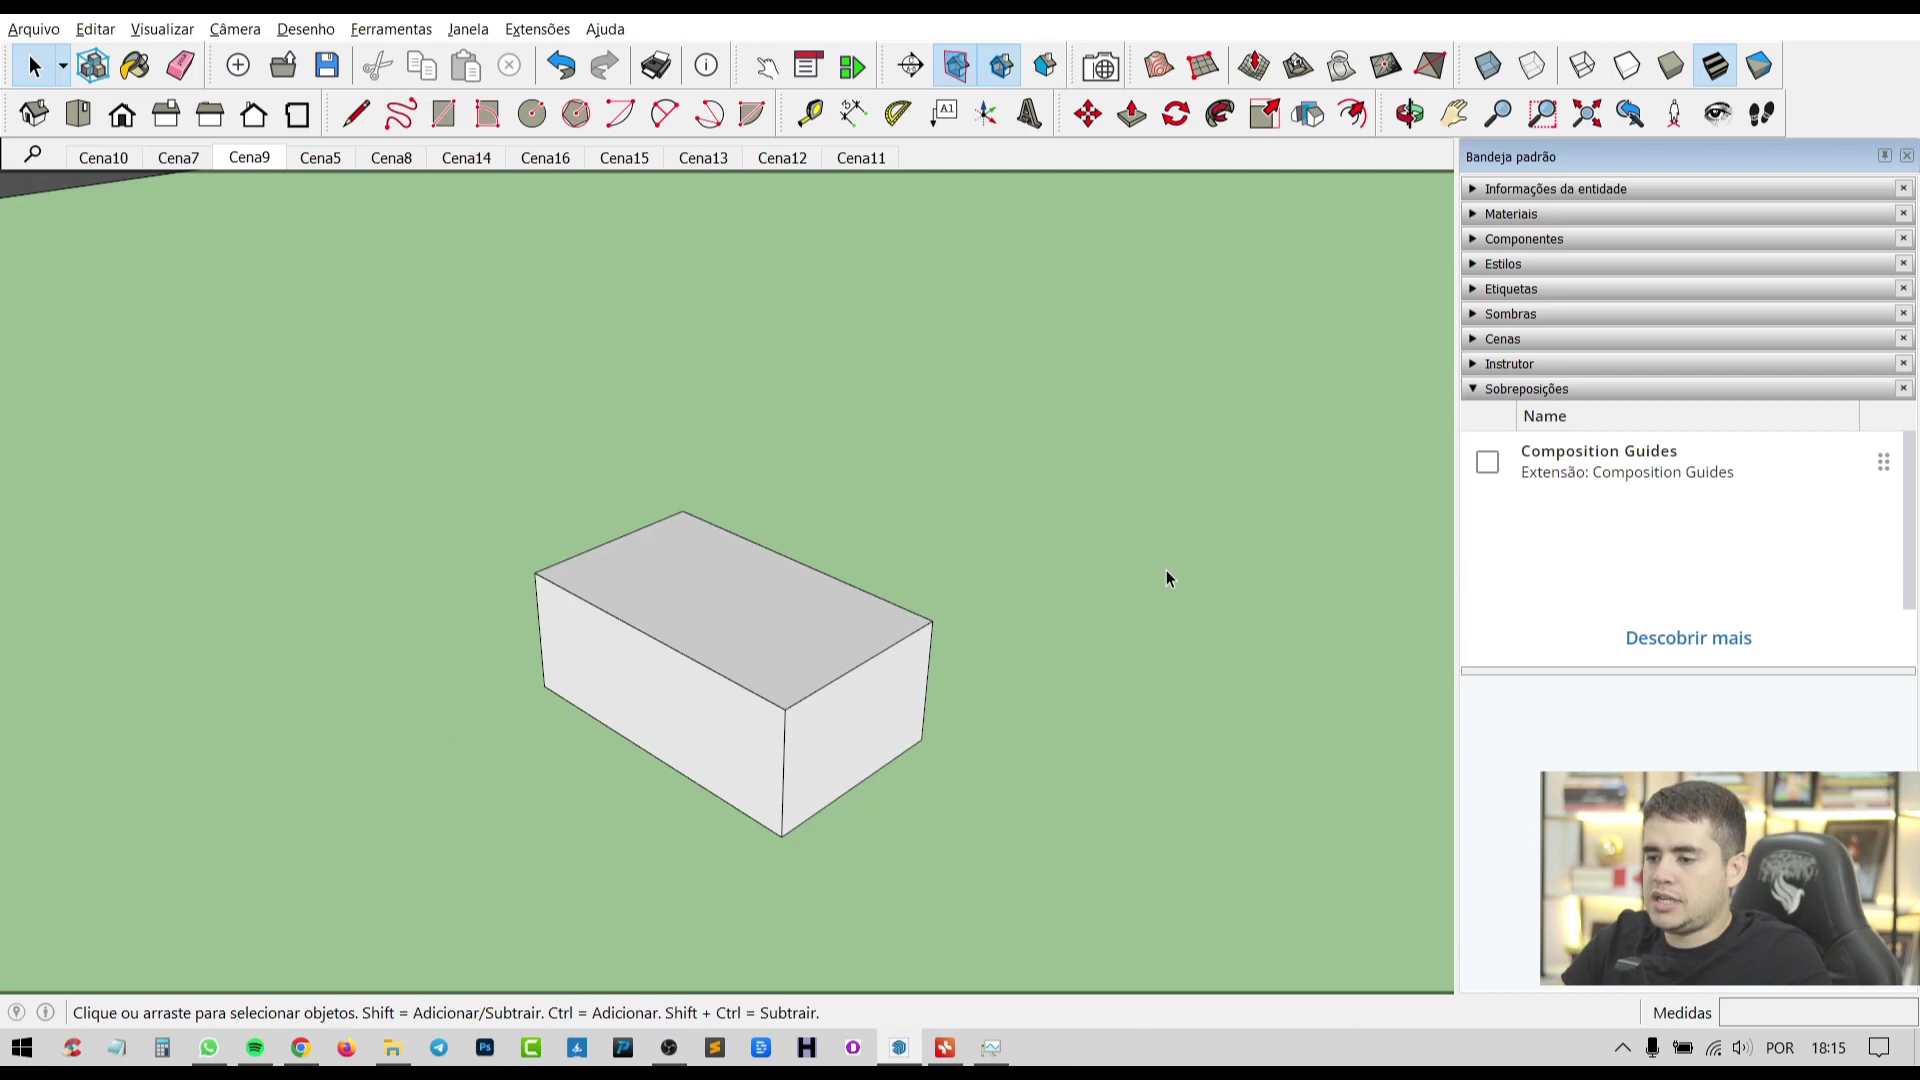 Arquivo Editar Visualizar Câmera Desenho Ferramentas Janela Extensões Ajuda
A1
Cena10 Cena7 Cena9 Cena5 Cena8 Cena14 Cena16 Cena15 Cena13 Cena12 Cena11
Bandeja padrão
Informações da entidade
Materiais
Componentes
Estilos
Etiquetas
Sombras
Cenas
Instrutor
Sobreposições
Name
Composition Guides
Extensão: Composition Guides
Descobrir mais
Clique ou arraste para selecionar objetos. Shift = Adicionar/Subtrair. Ctrl = Adicionar. Shift + Ctrl = Subtrair.
Medidas
Ps
POR 18:15